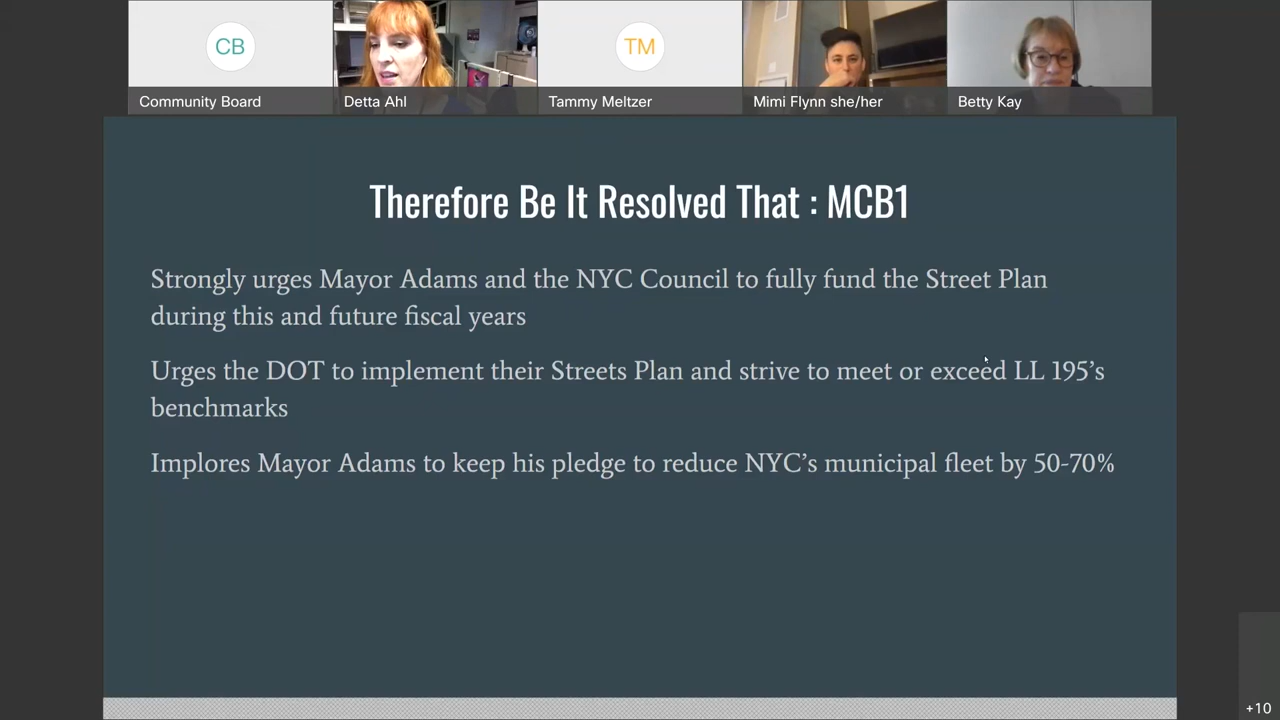 CB
TM
Community Board
Detta Ahl
Tammy Meltzer
Mimi Flynn she/her
Betty Kay
Therefore Be It Resolved That : MCB1
Strongly urges Mayor Adams and the NYC Council to fully fund the Street Plan
during this and future fiscal years
Urges the DOT to implement their Streets Plan and strive to meet or exceed LL 195’s
benchmarks
Implores Mayor Adams to keep his pledge to reduce NYC’s municipal fleet by 50-70%
+10